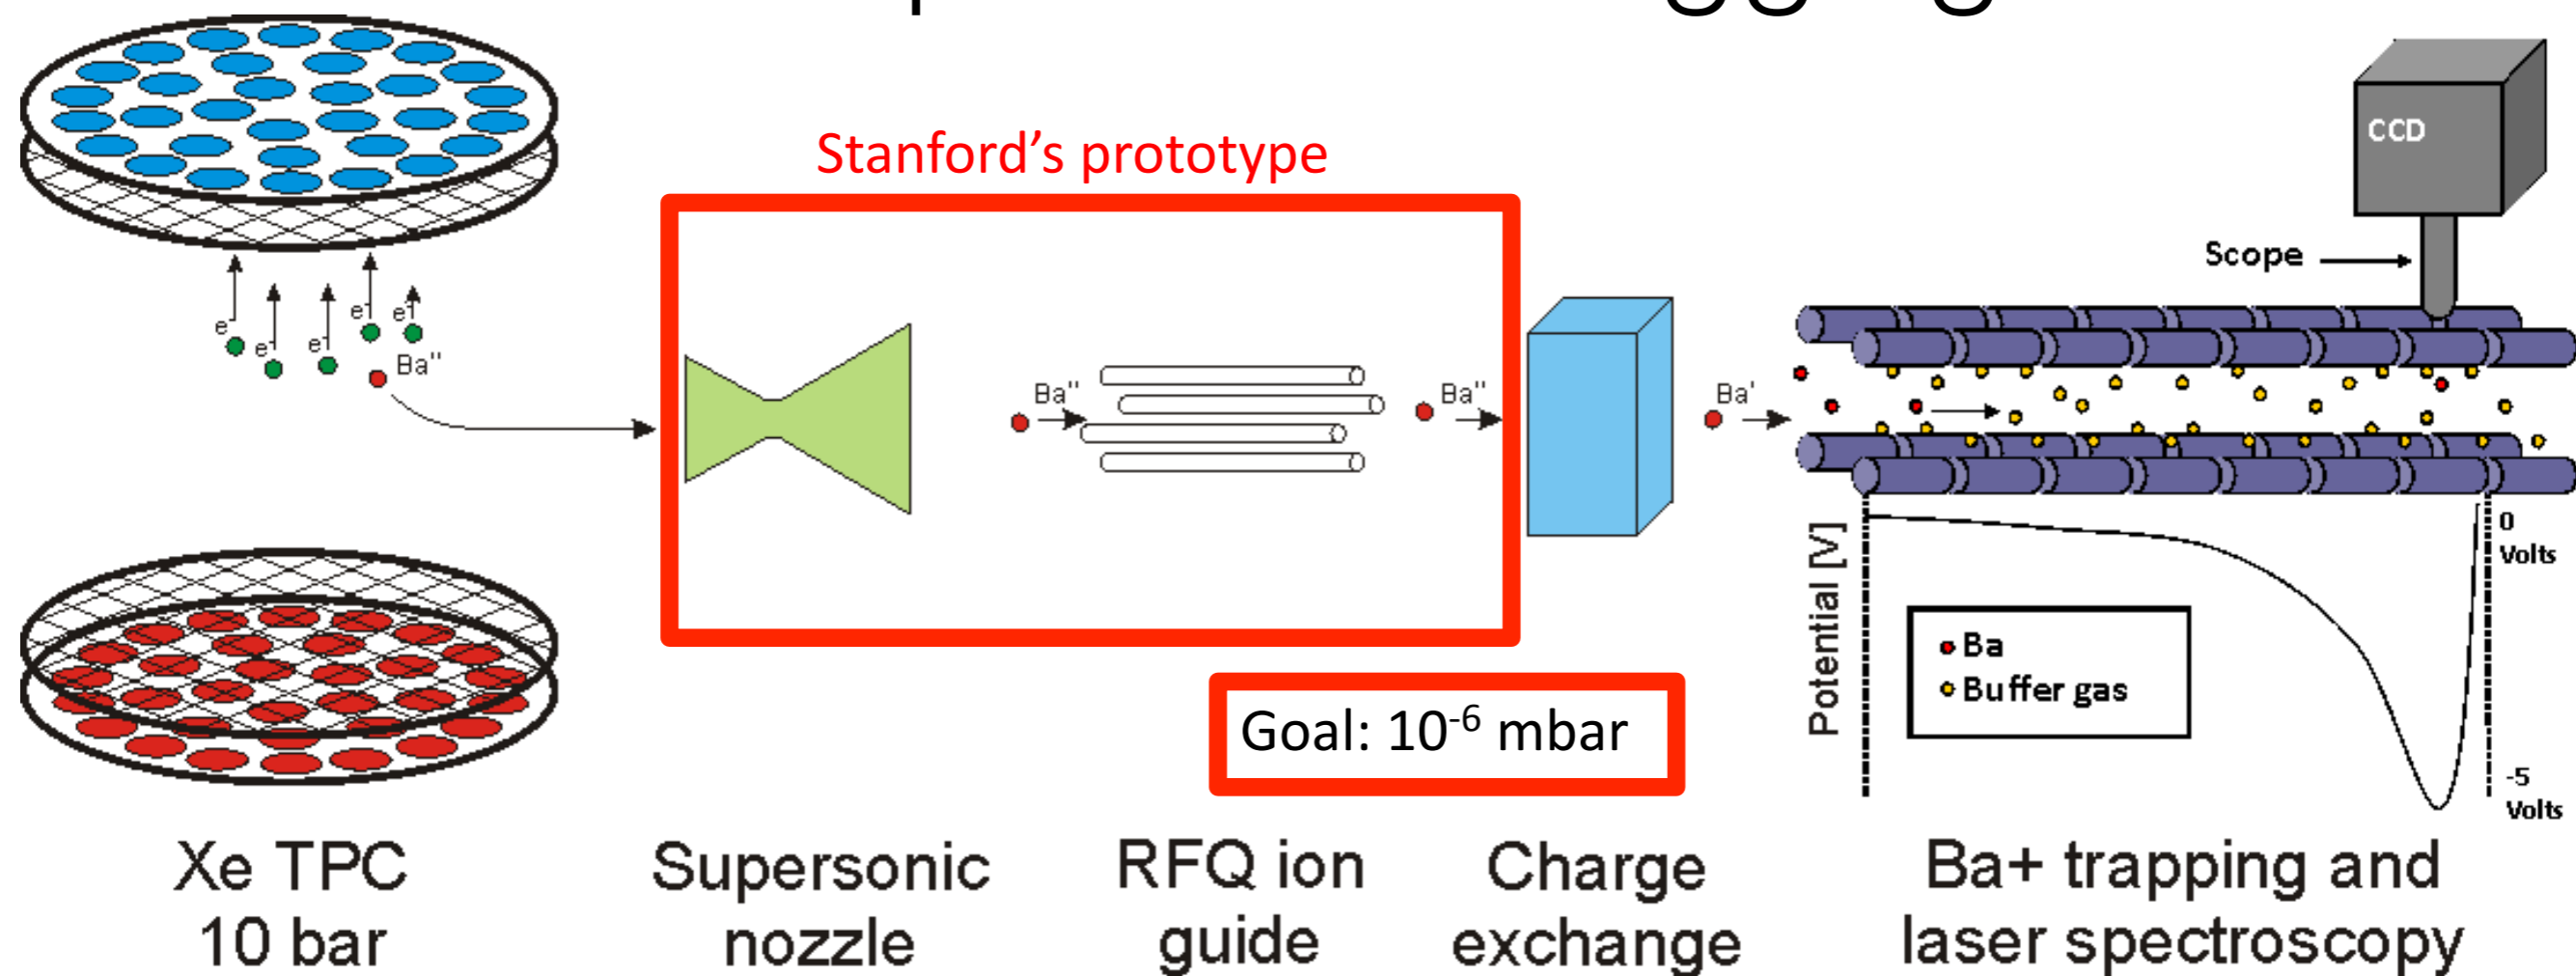 Stanford's prototype
CCD
Scope
e-
e-
e-
e-
e-
Ba''
Ba''
Ba''
Ba'
Potential [V]
0
Volts
Ba
Buffer gas
-5
Volts
Goal: 10⁻⁶ mbar
Xe TPC
10 bar
Supersonic
nozzle
RFQ ion
guide
Charge
exchange
Ba+ trapping and
laser spectroscopy